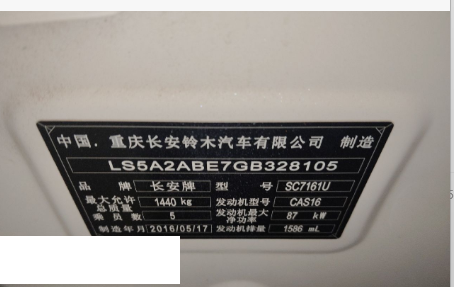 中国．重庆长安铃木汽车有限公司 制造
LS5A2ABE7GB328105
品牌 长安牌 型号 SC7161U
最大允许总质量 1440 kg 发动机型号 CAS16
乘员数 5 发动机最大净功率 87 kW
制造年月 2016/05/17 发动机排量 1586 mL